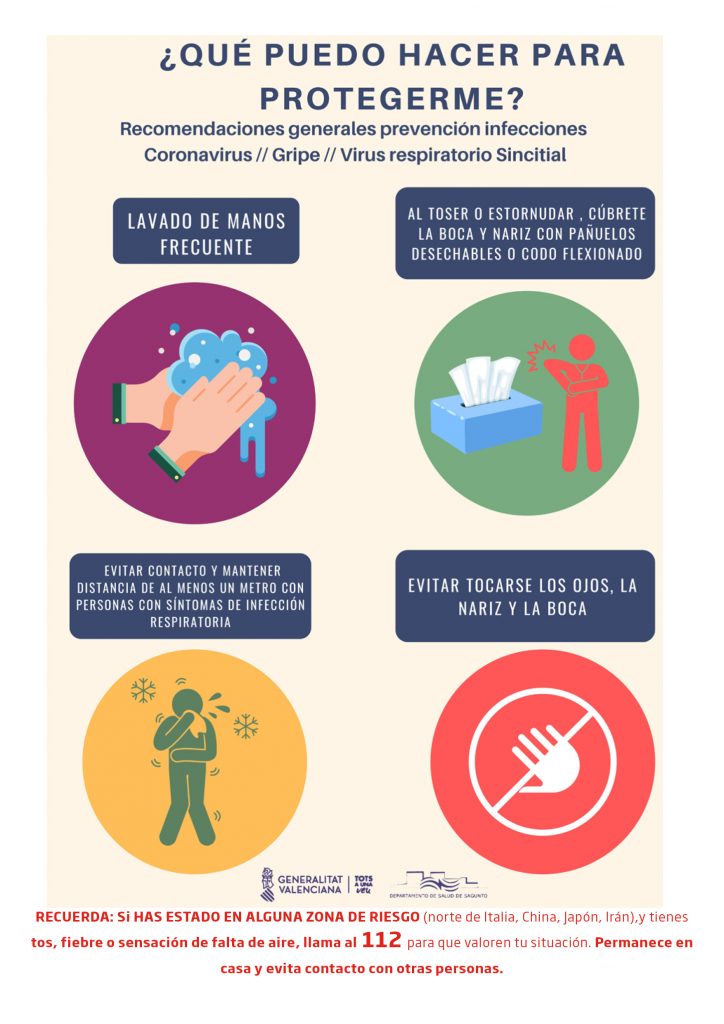 ¿QUÉ PUEDO HACER PARA
PROTEGERME?
Recomendaciones generales prevención infecciones
Coronavirus // Gripe // Virus respiratorio Sincitial
LAVADO DE MANOS
FRECUENTE
AL TOSER O ESTORNUDAR , CÚBRETE
LA BOCA Y NARIZ CON PAÑUELOS
DESECHABLES O CODO FLEXIONADO
EVITAR CONTACTO Y MANTENER
DISTANCIA DE AL MENOS UN METRO CON
PERSONAS CON SÍNTOMAS DE INFECCIÓN
RESPIRATORIA
EVITAR TOCARSE LOS OJOS, LA
NARIZ Y LA BOCA
GENERALITAT
VALENCIANA
TOTS
A UNA
veu
DEPARTAMENTO DE SALUD DE SAGUNTO
RECUERDA: Si HAS ESTADO EN ALGUNA ZONA DE RIESGO (norte de Italia, China, Japón, Irán),y tienes
tos, fiebre o sensación de falta de aire, llama al 112 para que valoren tu situación. Permanece en
casa y evita contacto con otras personas.